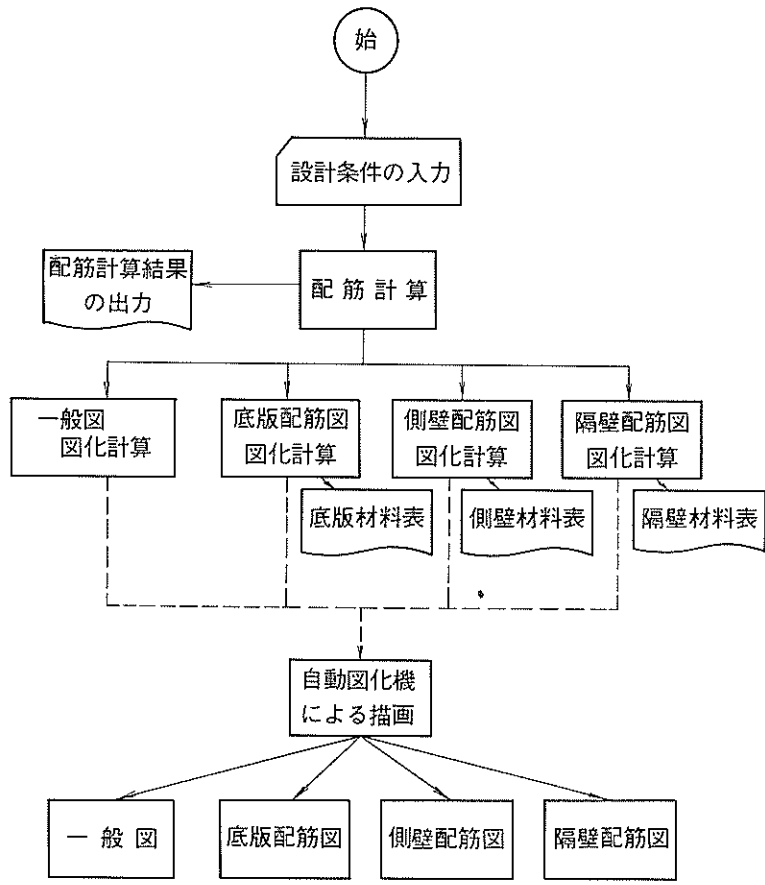 始
設計条件の入力
配筋計算結果
の出力
配筋計算
一般図
図化計算
底版配筋図
図化計算
側壁配筋図
図化計算
隔壁配筋図
図化計算
底版材料表
側壁材料表
隔壁材料表
自動図化機
による描画
一般図
底版配筋図
側壁配筋図
隔壁配筋図